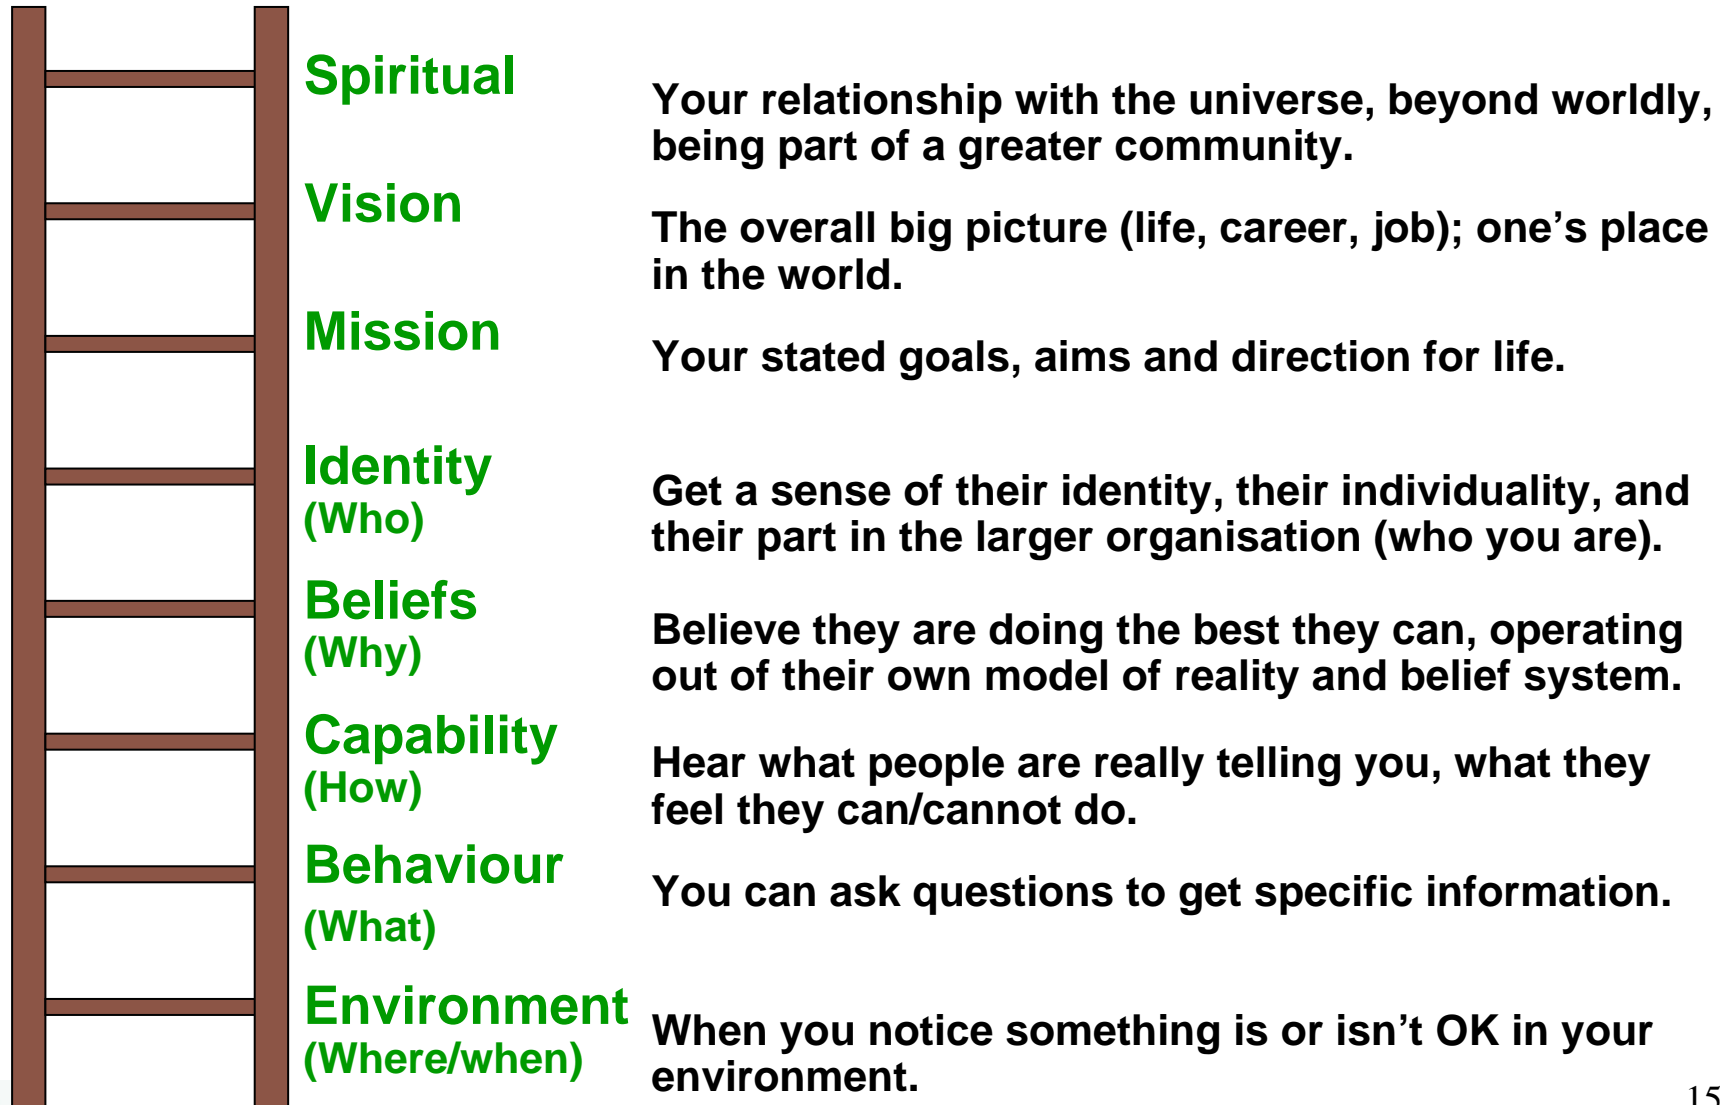 Spiritual
Your relationship with the universe, beyond worldly,
being part of a greater community.
Vision
The overall big picture (life, career, job); one’s place
in the world.
Mission
Your stated goals, aims and direction for life.
Identity
(Who)
Get a sense of their identity, their individuality, and
their part in the larger organisation (who you are).
Beliefs
(Why)
Believe they are doing the best they can, operating
out of their own model of reality and belief system.
Capability
(How)
Hear what people are really telling you, what they
feel they can/cannot do.
Behaviour
(What)
You can ask questions to get specific information.
Environment
(Where/when)
When you notice something is or isn’t OK in your
environment.
15